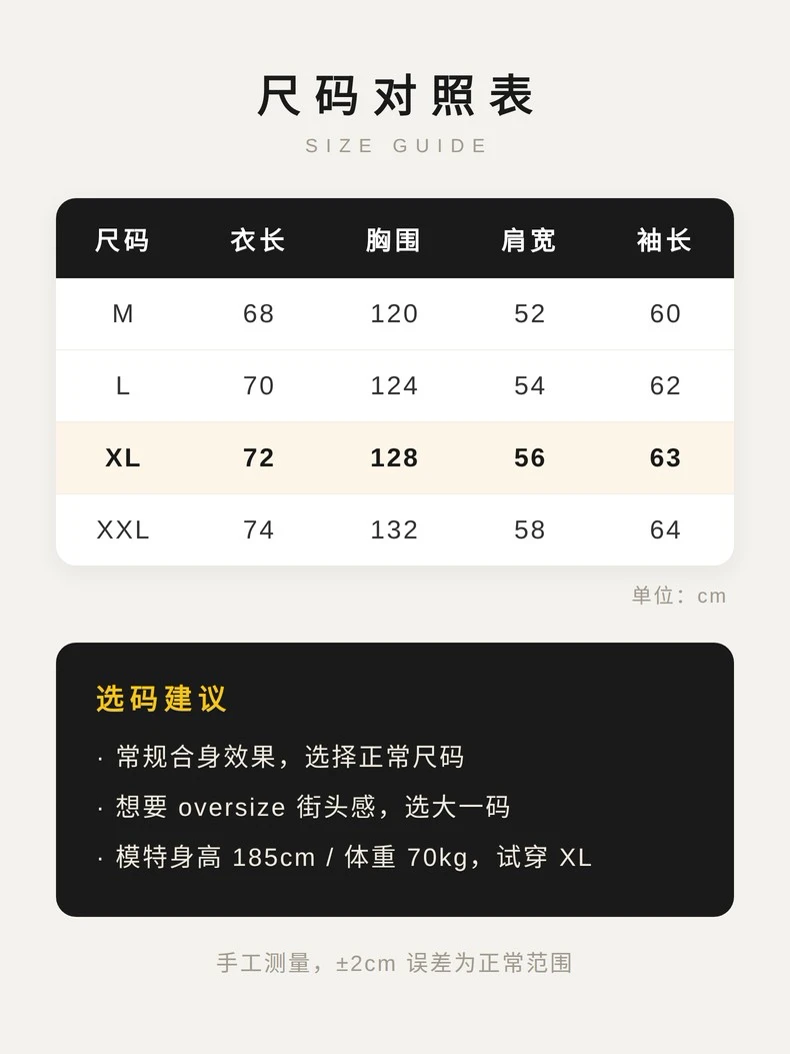 尺码对照表
SIZE GUIDE
尺码 衣长 胸围 肩宽 袖长
M 68 120 52 60
L 70 124 54 62
XL 72 128 56 63
XXL 74 132 58 64
单位：cm
选码建议
· 常规合身效果，选择正常尺码
· 想要 oversize 街头感，选大一码
· 模特身高 185cm / 体重 70kg，试穿 XL
手工测量，±2cm 误差为正常范围